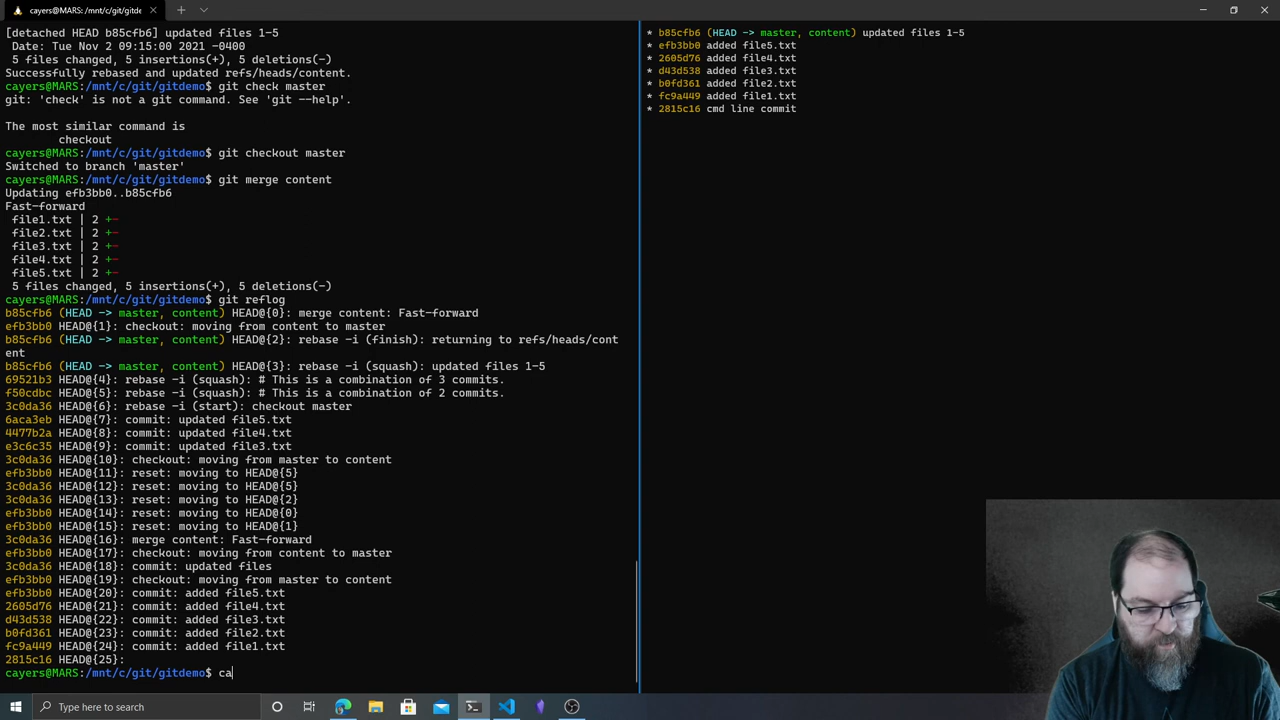 cayers@MARS: /mnt/c/git/gitde
[detached HEAD b85cfb6] updated files 1-5
 Date: Tue Nov 2 09:15:00 2021 -0400
 5 files changed, 5 insertions(+), 5 deletions(-)
Successfully rebased and updated refs/heads/content.
cayers@MARS:/mnt/c/git/gitdemo$ git check master
git: 'check' is not a git command. See 'git --help'.
The most similar command is
        checkout
cayers@MARS:/mnt/c/git/gitdemo$ git checkout master
Switched to branch 'master'
cayers@MARS:/mnt/c/git/gitdemo$ git merge content
Updating efb3bb0..b85cfb6
Fast-forward
 file1.txt | 2 +-
 file2.txt | 2 +-
 file3.txt | 2 +-
 file4.txt | 2 +-
 file5.txt | 2 +-
 5 files changed, 5 insertions(+), 5 deletions(-)
cayers@MARS:/mnt/c/git/gitdemo$ git reflog
b85cfb6 (HEAD -> master, content) HEAD@{0}: merge content: Fast-forward
efb3bb0 HEAD@{1}: checkout: moving from content to master
b85cfb6 (HEAD -> master, content) HEAD@{2}: rebase -i (finish): returning to refs/heads/cont
ent
b85cfb6 (HEAD -> master, content) HEAD@{3}: rebase -i (squash): updated files 1-5
69521b3 HEAD@{4}: rebase -i (squash): # This is a combination of 3 commits.
f50cdbc HEAD@{5}: rebase -i (squash): # This is a combination of 2 commits.
3c0da36 HEAD@{6}: rebase -i (start): checkout master
6aca3eb HEAD@{7}: commit: updated file5.txt
4477b2a HEAD@{8}: commit: updated file4.txt
e3c6c35 HEAD@{9}: commit: updated file3.txt
3c0da36 HEAD@{10}: checkout: moving from master to content
efb3bb0 HEAD@{11}: reset: moving to HEAD@{5}
3c0da36 HEAD@{12}: reset: moving to HEAD@{5}
3c0da36 HEAD@{13}: reset: moving to HEAD@{2}
efb3bb0 HEAD@{14}: reset: moving to HEAD@{0}
efb3bb0 HEAD@{15}: reset: moving to HEAD@{1}
3c0da36 HEAD@{16}: merge content: Fast-forward
efb3bb0 HEAD@{17}: checkout: moving from content to master
3c0da36 HEAD@{18}: commit: updated files
efb3bb0 HEAD@{19}: checkout: moving from master to content
efb3bb0 HEAD@{20}: commit: added file5.txt
2605d76 HEAD@{21}: commit: added file4.txt
d43d538 HEAD@{22}: commit: added file3.txt
b0fd361 HEAD@{23}: commit: added file2.txt
fc9a449 HEAD@{24}: commit: added file1.txt
2815c16 HEAD@{25}:
cayers@MARS:/mnt/c/git/gitdemo$ ca
* b85cfb6 (HEAD -> master, content) updated files 1-5
* efb3bb0 added file5.txt
* 2605d76 added file4.txt
* d43d538 added file3.txt
* b0fd361 added file2.txt
* fc9a449 added file1.txt
* 2815c16 cmd line commit
Type here to search